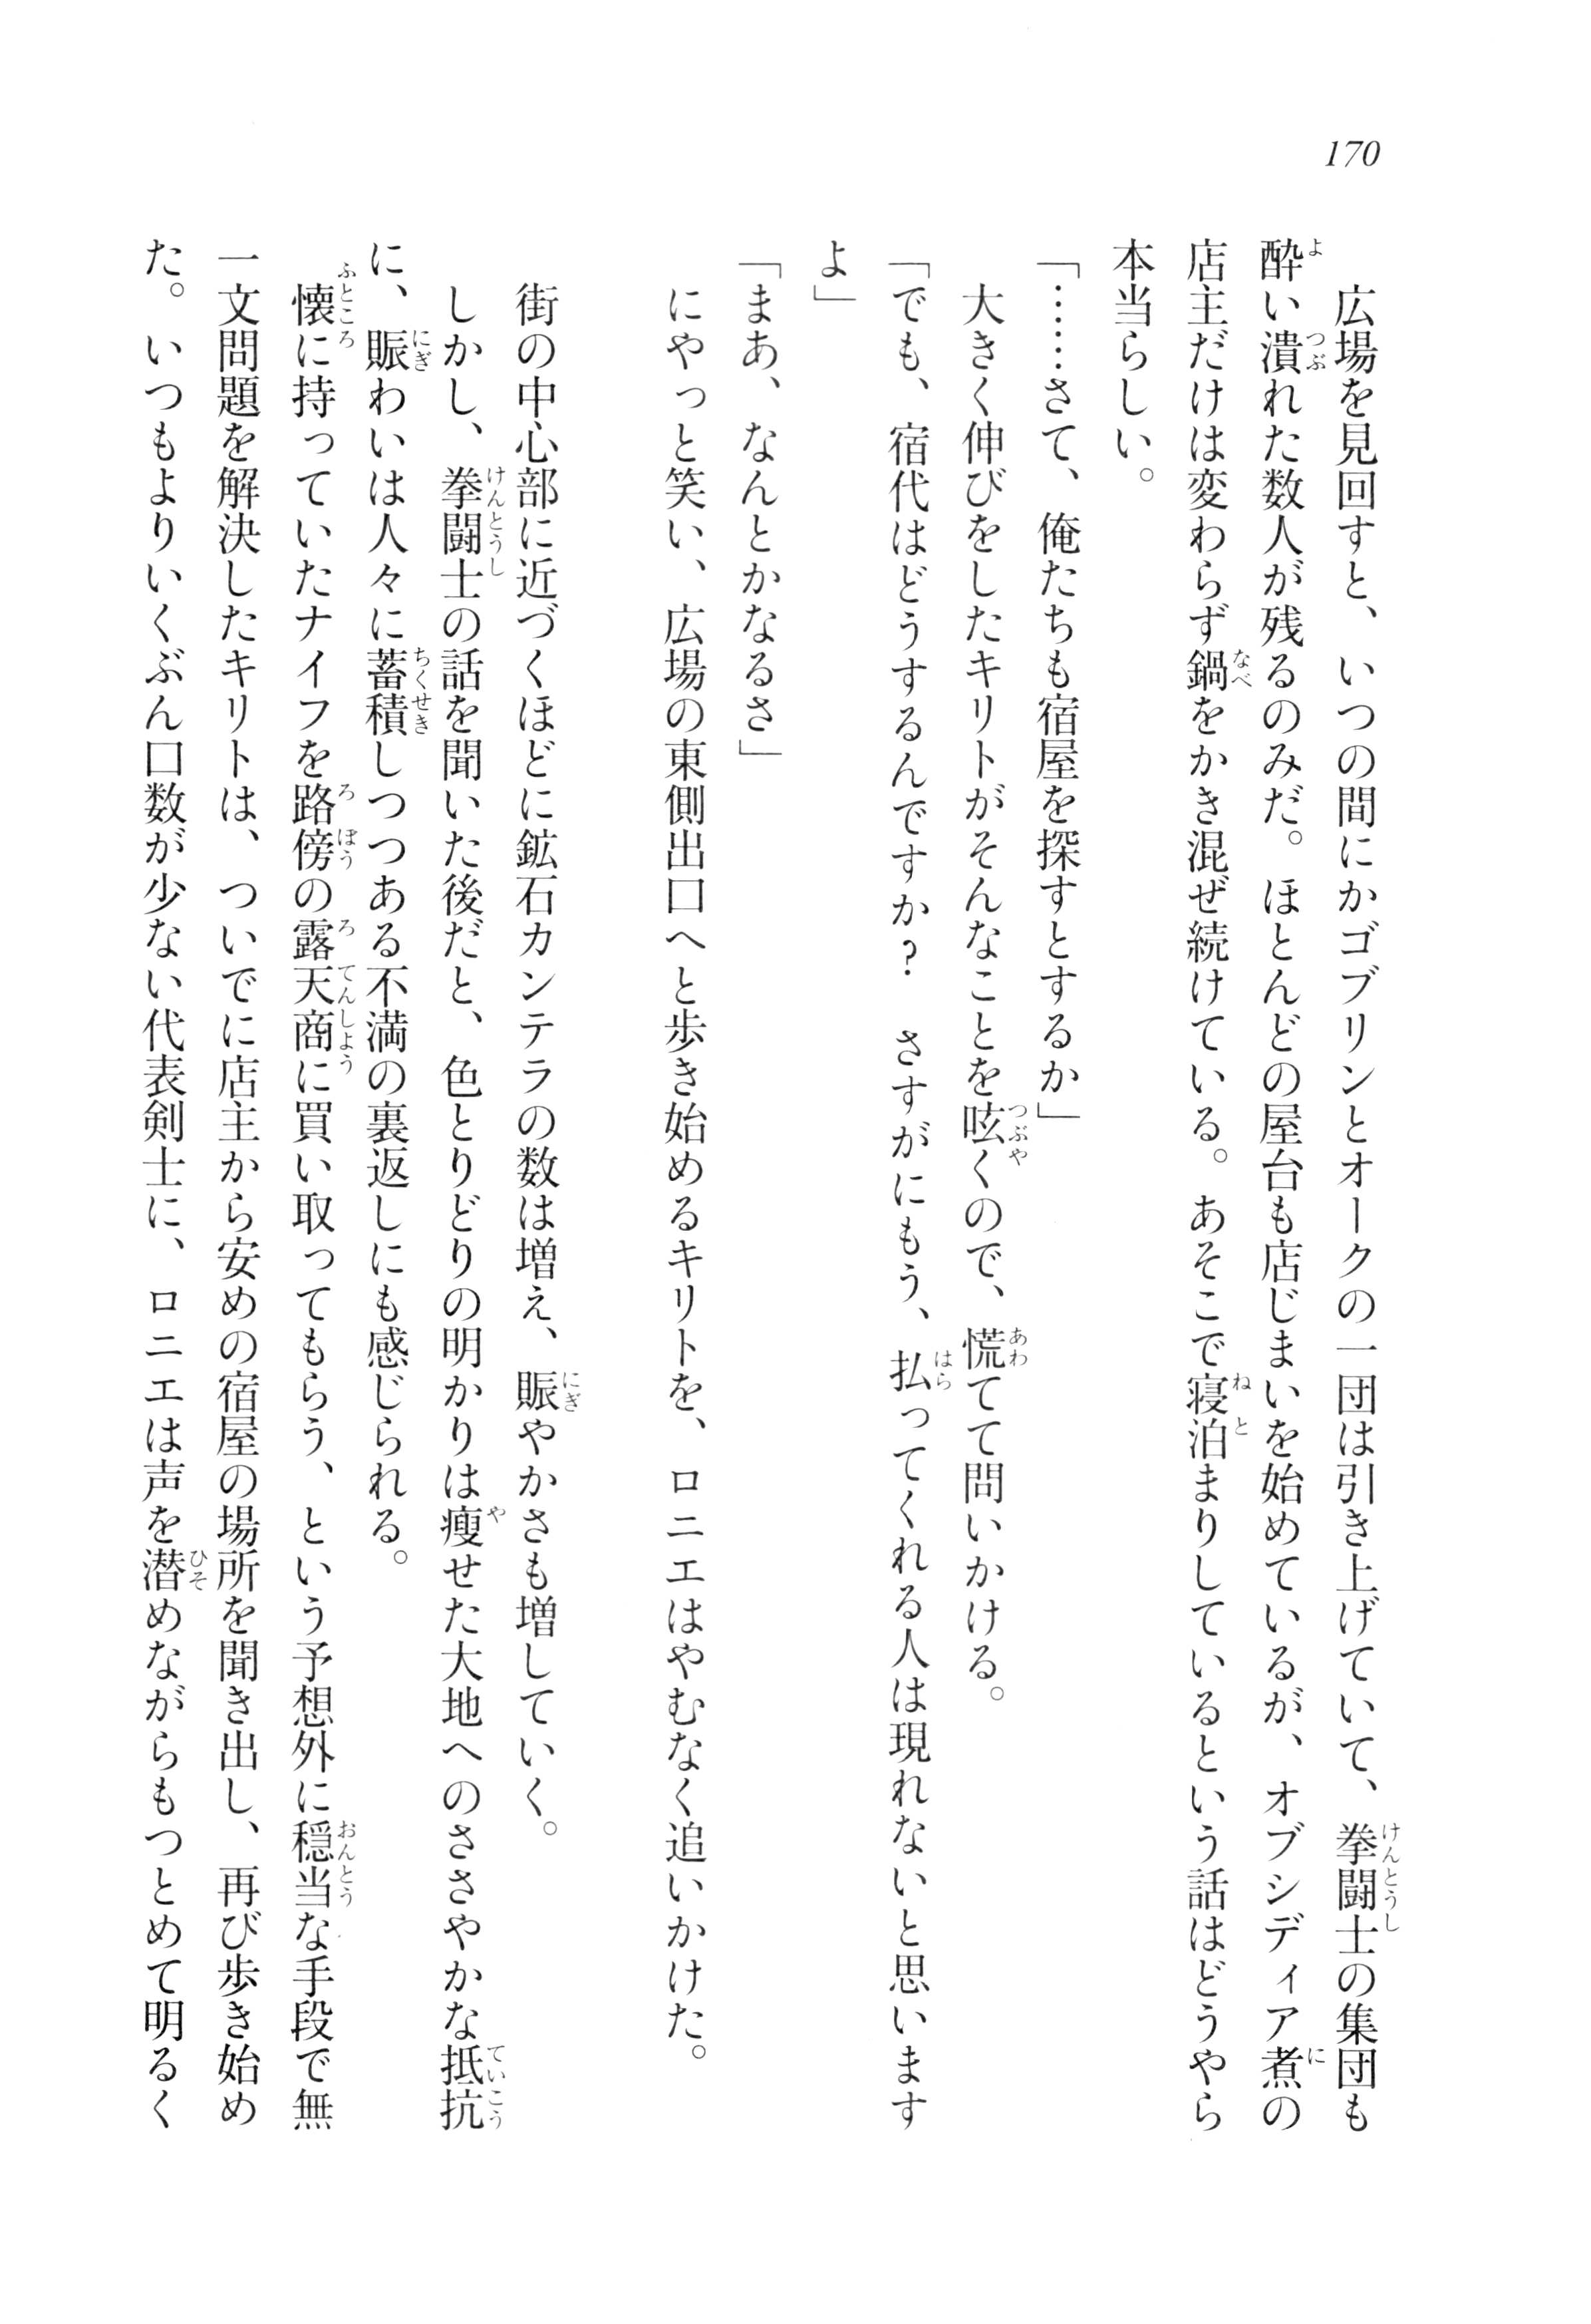 170
　広場を見回すと、いつの間にかゴブリンとオークの一団は引き上げていて、拳闘士の集団も
酔い潰れた数人が残るのみだ。ほとんどの屋台も店じまいを始めているが、オブシディア煮の
店主だけは変わらず鍋をかき混ぜ続けている。あそこで寝泊まりしているという話はどうやら
本当らしい。
「……さて、俺たちも宿屋を探すとするか」
　大きく伸びをしたキリトがそんなことを呟くので、慌てて問いかける。
「でも、宿代はどうするんですか?　さすがにもう、払ってくれる人は現れないと思います
よ」
「まあ、なんとかなるさ」
　にやっと笑い、広場の東側出口へと歩き始めるキリトを、ロニエはやむなく追いかけた。
　街の中心部に近づくほどに鉱石カンテラの数は増え、賑やかさも増していく。
　しかし、拳闘士の話を聞いた後だと、色とりどりの明かりは痩せた大地へのささやかな抵抗
に、賑わいは人々に蓄積しつつある不満の裏返しにも感じられる。
　懐に持っていたナイフを路傍の露天商に買い取ってもらう、という予想外に穏当な手段で無
一文問題を解決したキリトは、ついでに店主から安めの宿屋の場所を聞き出し、再び歩き始め
た。いつもよりいくぶん口数が少ない代表剣士に、ロニエは声を潜めながらもつとめて明るく